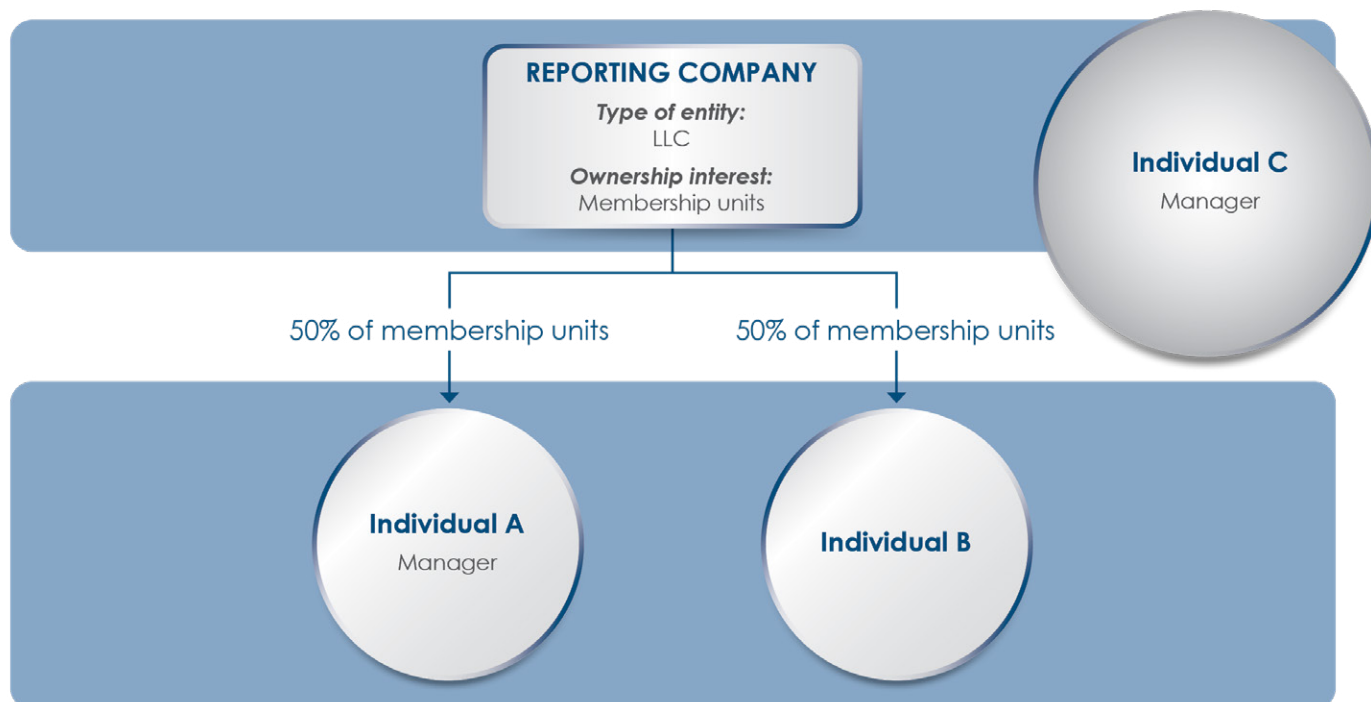 REPORTING COMPANY
Type of entity:
LLC
Ownership interest:
Membership units
Individual C
Manager
50% of membership units
50% of membership units
Individual A
Manager
Individual B